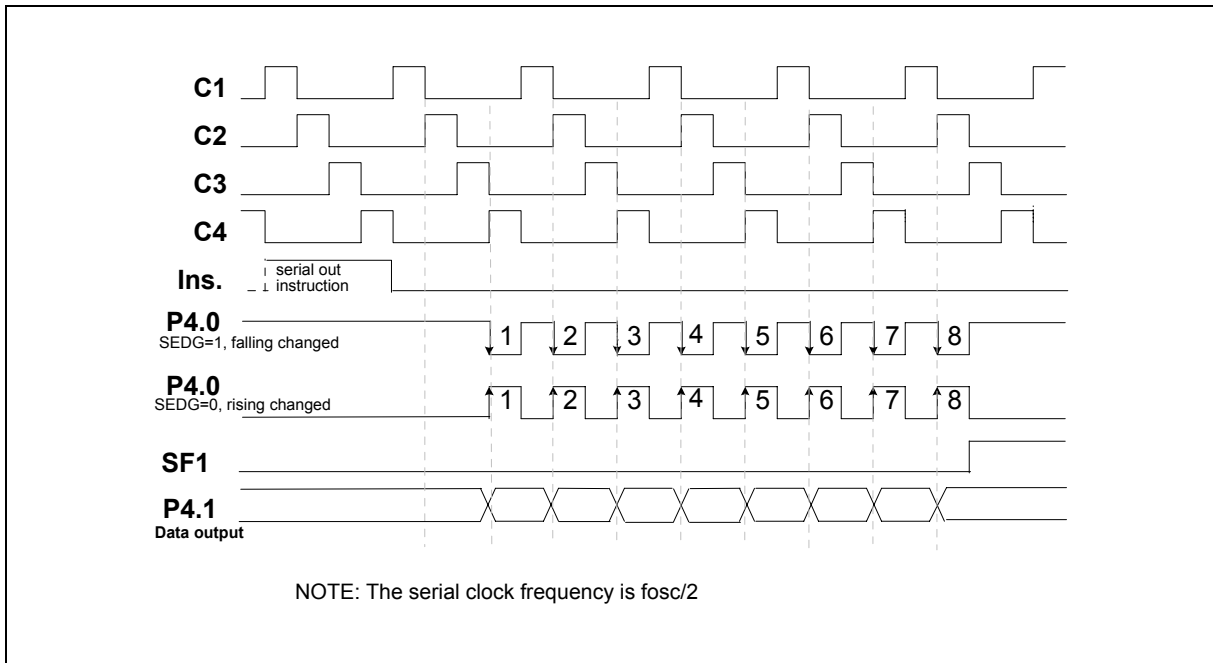 C1
C2
C3
C4
Ins.
serial out
instruction
P4.0
SEDG=1, falling changed
1 2 3 4 5 6 7 8
P4.0
SEDG=0, rising changed
1 2 3 4 5 6 7 8
SF1
P4.1
Data output
NOTE: The serial clock frequency is fosc/2